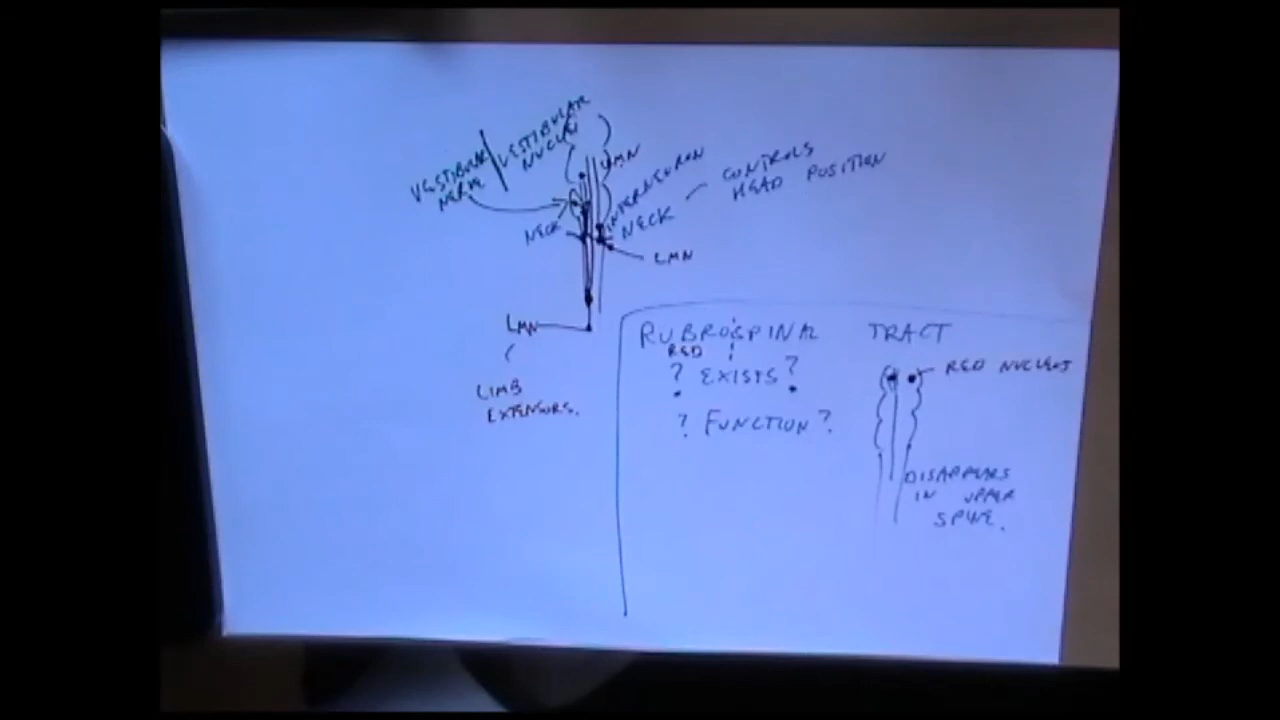 VESTIBULAR
NERVE
VESTIBULAR
NUCLEI
UMN
INTERNEURON
NECK
NECK
CONTROLS
HEAD POSITION
LMN
LMN
LIMB
EXTENSORS.
RUBROSPINAL TRACT
RED
? EXISTS ?
? FUNCTION ?
RED NUCLEUS
DISAPPEARS
IN UPPER
SPINE.